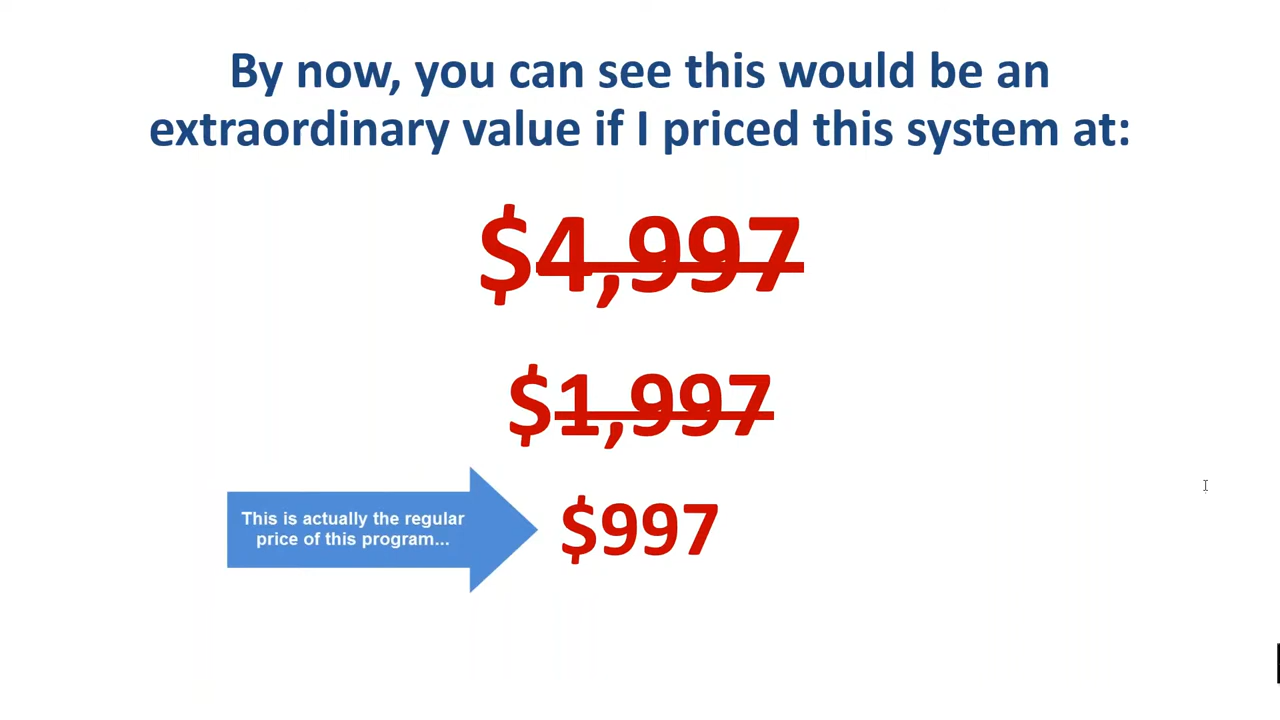 By now, you can see this would be an
extraordinary value if I priced this system at:
$4,997
$1,997
This is actually the regular
price of this program...
$997